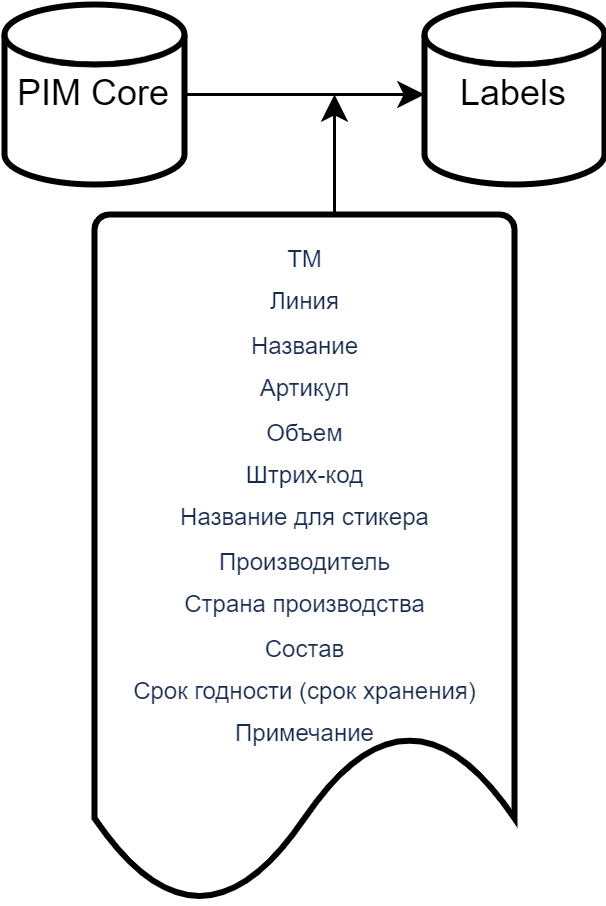 PIM Core
Labels
ТМ
Линия
Название
Артикул
Объем
Штрих-код
Название для стикера
Производитель
Страна производства
Состав
Срок годности (срок хранения)
Примечание